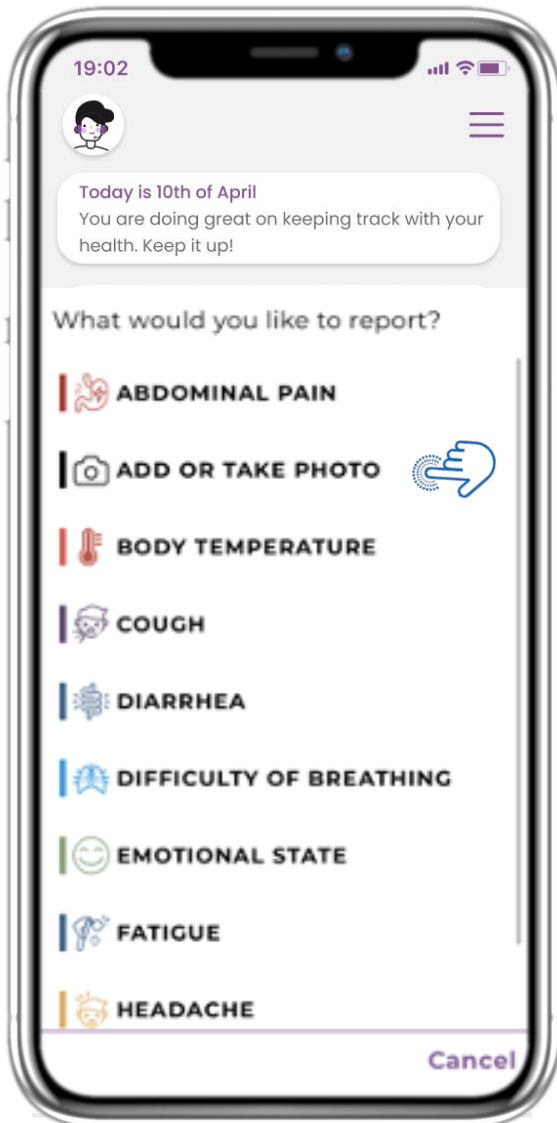 19:02
Today is 10th of April
You are doing great on keeping track with your
health. Keep it up!
What would you like to report?
ABDOMINAL PAIN
ADD OR TAKE PHOTO
BODY TEMPERATURE
COUGH
DIARRHEA
DIFFICULTY OF BREATHING
EMOTIONAL STATE
FATIGUE
HEADACHE
Cancel